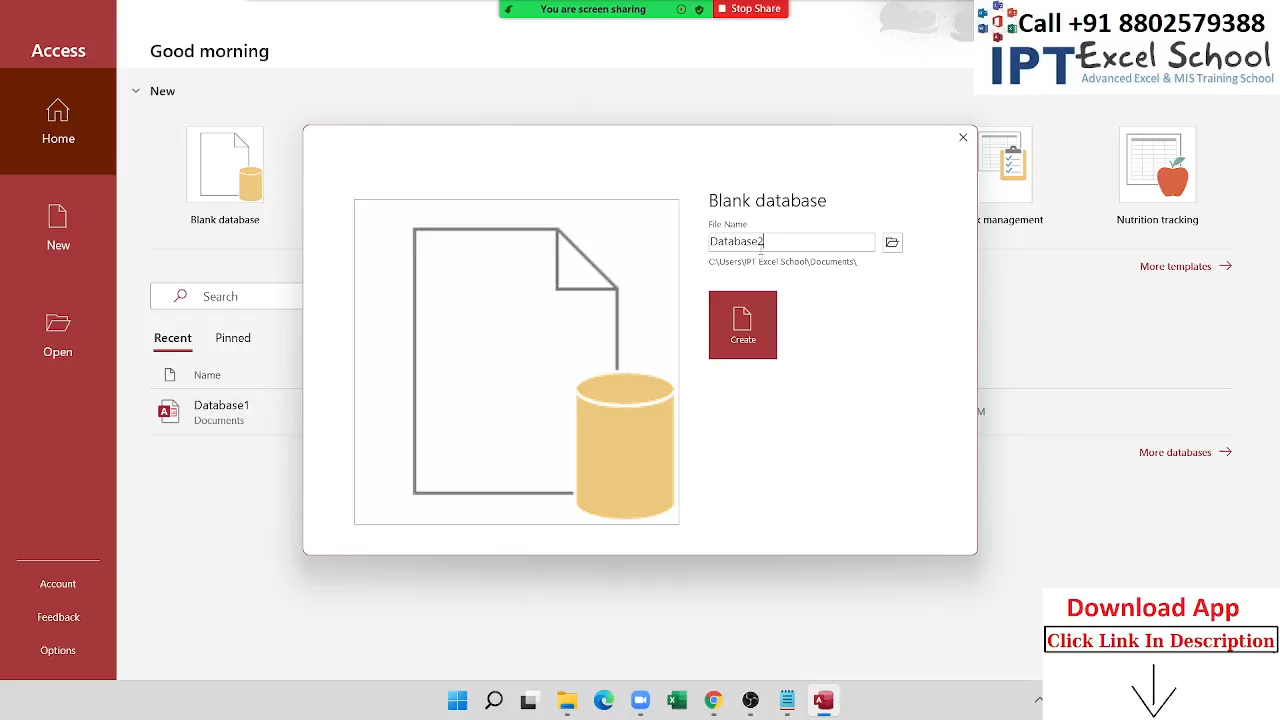 You are screen sharing
Stop Share
Call +91 8802579388
IPT Excel School
Advanced Excel & MIS Training School
Access
Good morning
New
Home
Blank database
management
Nutrition tracking
Blank database
File Name
Database2
C:\Users\IPT Excel School\Documents\
New
More templates
Search
Create
Open
Recent
Pinned
Name
Database1
Documents
M
More databases
Account
Feedback
Options
Download App
Click Link In Description